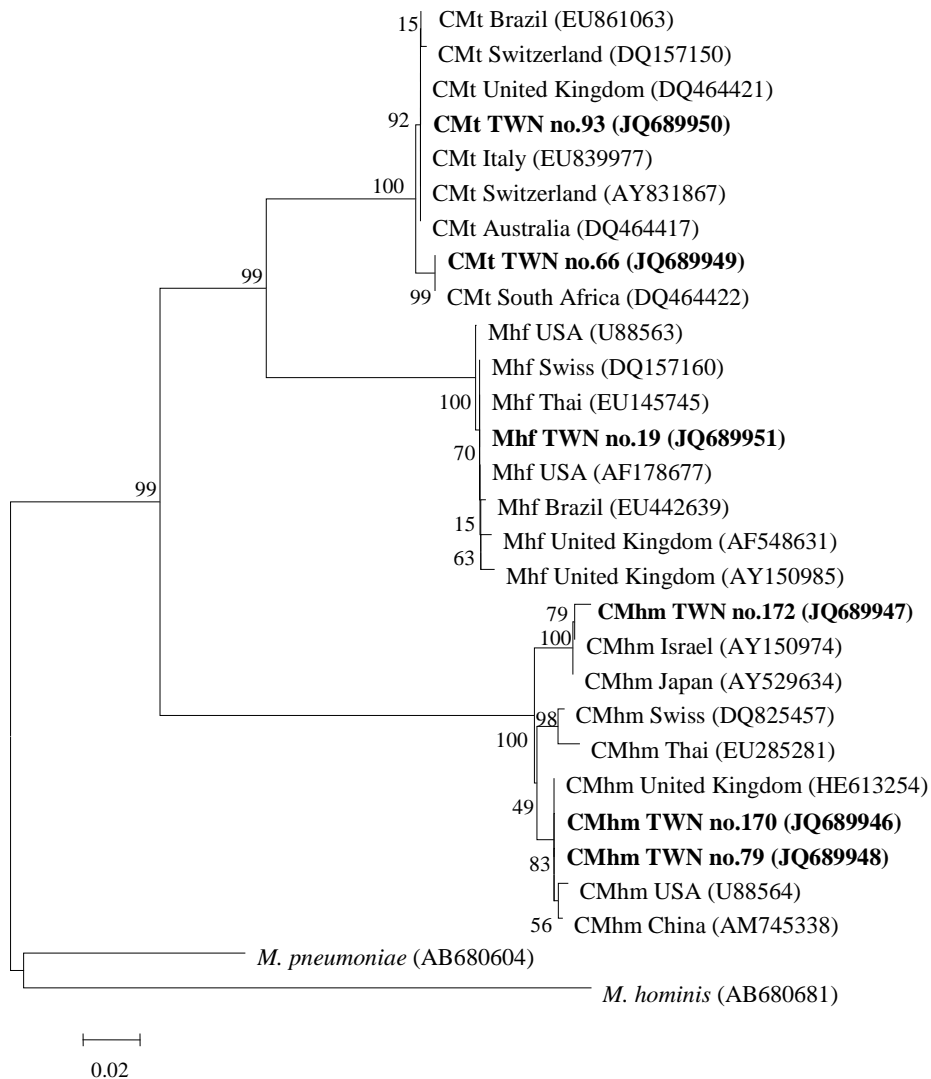 15
CMt Brazil (EU861063)
CMt Switzerland (DQ157150)
CMt United Kingdom (DQ464421)
92
CMt TWN no.93 (JQ689950)
CMt Italy (EU839977)
100
CMt Switzerland (AY831867)
CMt Australia (DQ464417)
99
CMt TWN no.66 (JQ689949)
99
CMt South Africa (DQ464422)
Mhf USA (U88563)
Mhf Swiss (DQ157160)
100
Mhf Thai (EU145745)
Mhf TWN no.19 (JQ689951)
70
Mhf USA (AF178677)
99
Mhf Brazil (EU442639)
15
Mhf United Kingdom (AF548631)
63
Mhf United Kingdom (AY150985)
79
CMhm TWN no.172 (JQ689947)
100
CMhm Israel (AY150974)
CMhm Japan (AY529634)
98
CMhm Swiss (DQ825457)
100
CMhm Thai (EU285281)
CMhm United Kingdom (HE613254)
49
CMhm TWN no.170 (JQ689946)
83
CMhm TWN no.79 (JQ689948)
CMhm USA (U88564)
56
CMhm China (AM745338)
M. pneumoniae (AB680604)
M. hominis (AB680681)
0.02